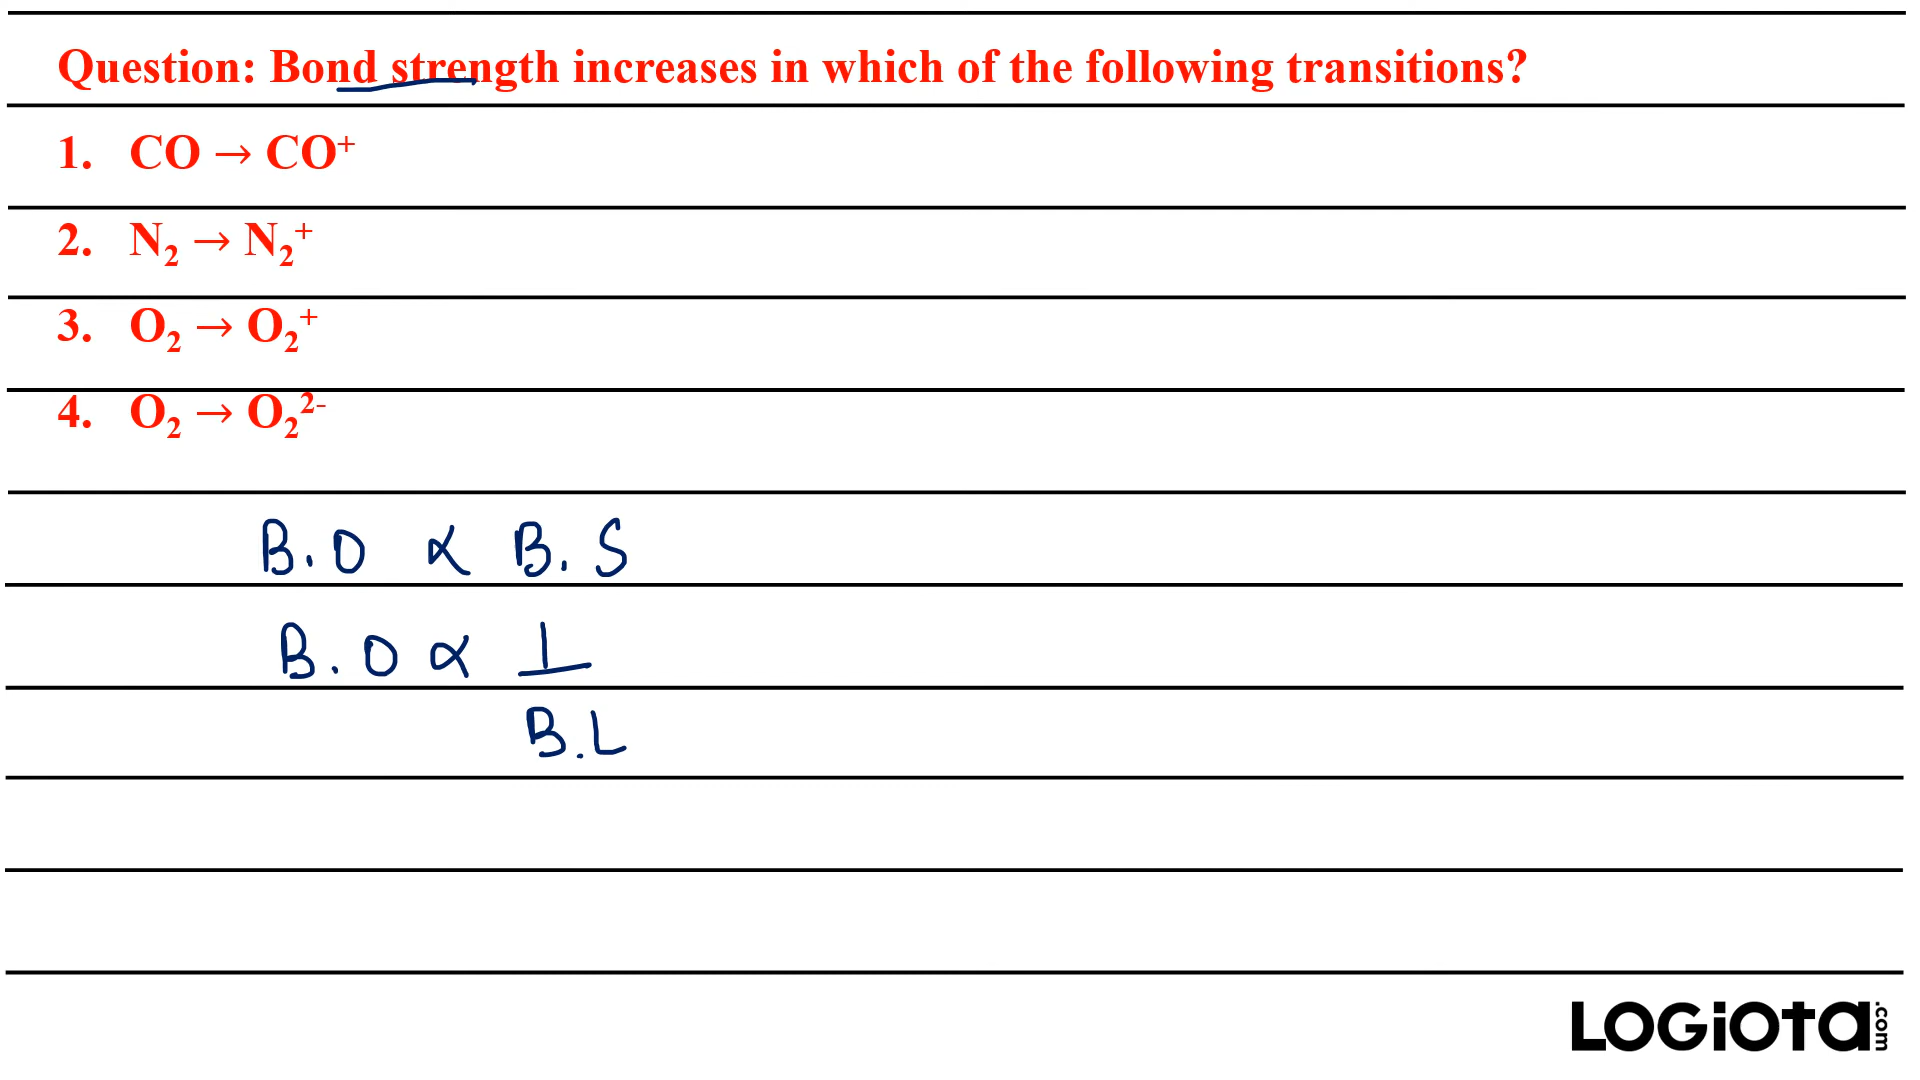 Question: Bond strength increases in which of the following transitions?
1. CO → CO⁺
2. N₂ → N₂⁺
3. O₂ → O₂⁺
4. O₂ → O₂²⁻
B.O ∝ B.S
B.O ∝ 1
B.L
LOGiOTA.com